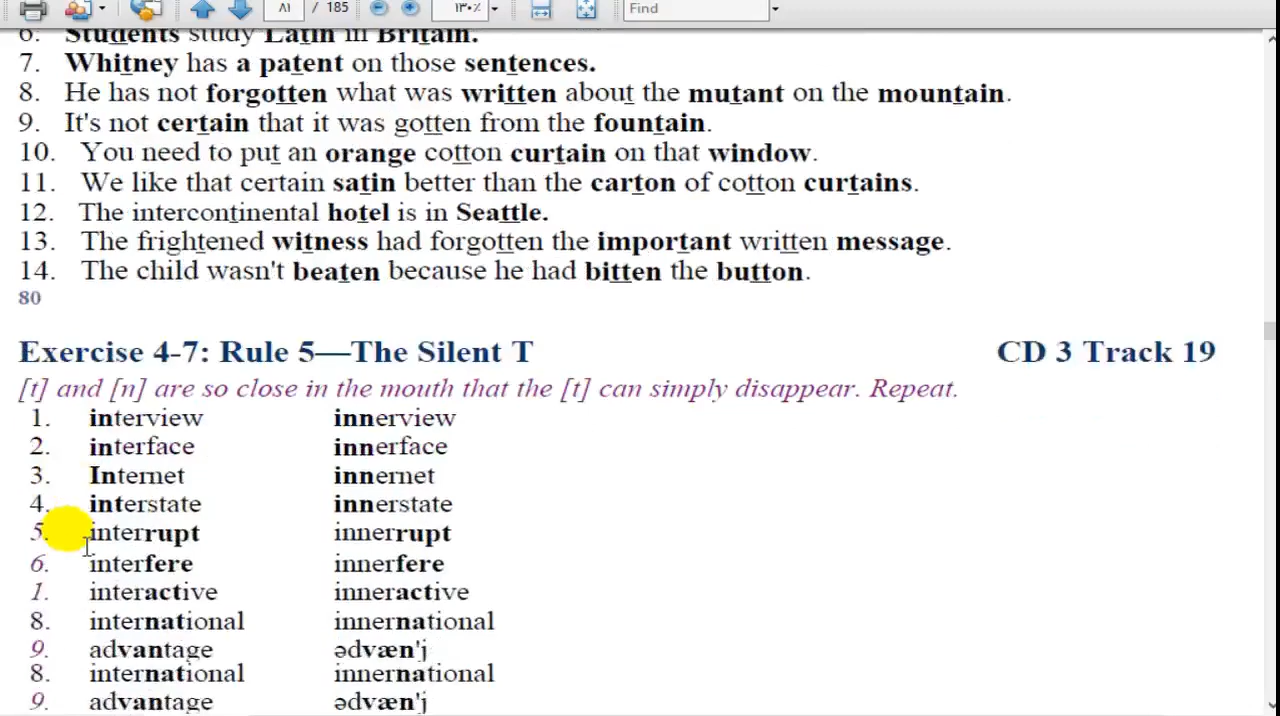 ۸۱ / 185 ۱۳۰٪ Find
6. Students study Latin in Britain.
7. Whitney has a patent on those sentences.
8. He has not forgotten what was written about the mutant on the mountain.
9. It's not certain that it was gotten from the fountain.
10. You need to put an orange cotton curtain on that window.
11. We like that certain satin better than the carton of cotton curtains.
12. The intercontinental hotel is in Seattle.
13. The frightened witness had forgotten the important written message.
14. The child wasn't beaten because he had bitten the button.
80
Exercise 4-7: Rule 5—The Silent T CD 3 Track 19
[t] and [n] are so close in the mouth that the [t] can simply disappear. Repeat.
1. interview innerview
2. interface innerface
3. Internet innernet
4. interstate innerstate
5. interrupt innerrupt
6. interfere innerfere
1. interactive inneractive
8. international innernational
9. advantage ədvæn'j
8. international innernational
9. advantage ədvæn'j